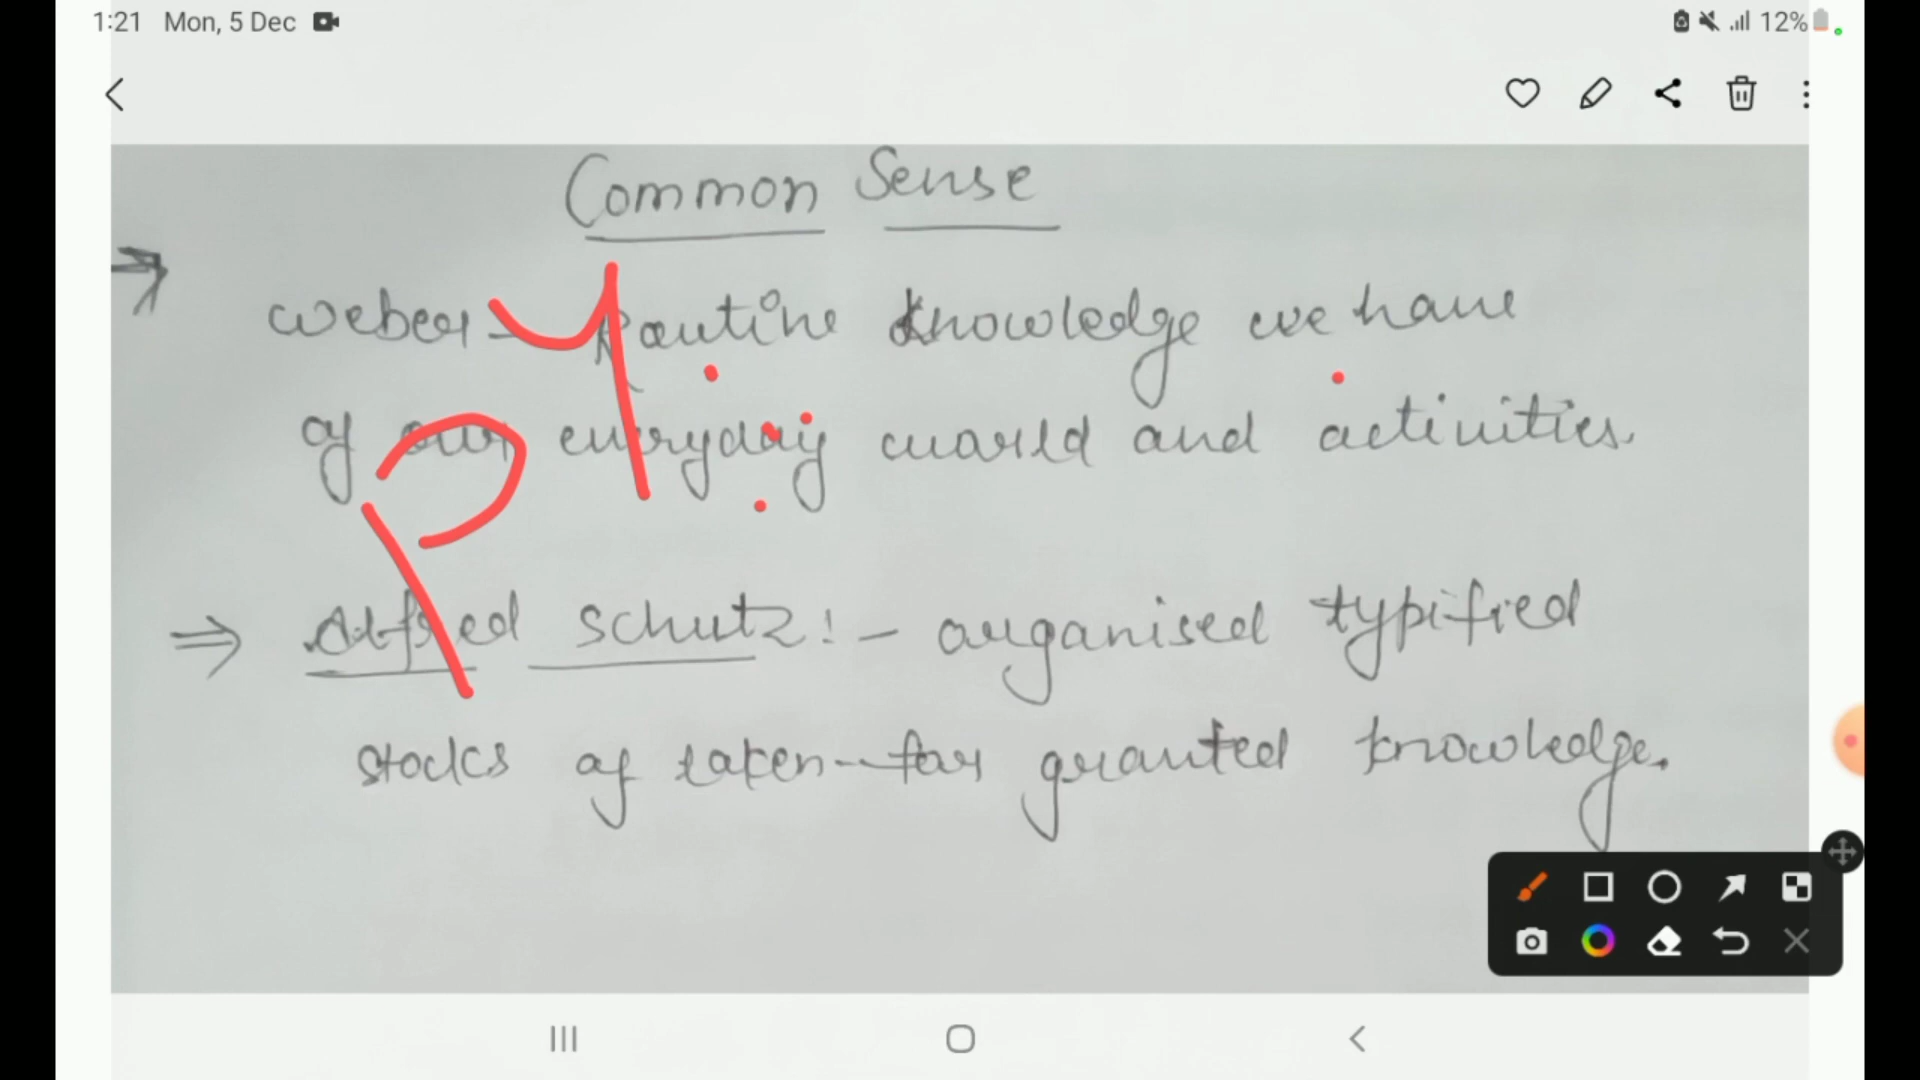 1:21 Mon, 5 Dec
12%
Common Sense
⇒ Weber - Routine knowledge we have
of our everyday world and activities.
⇒ Alfred Schutz:- organised typified
stocks of taken-for granted knowledge.